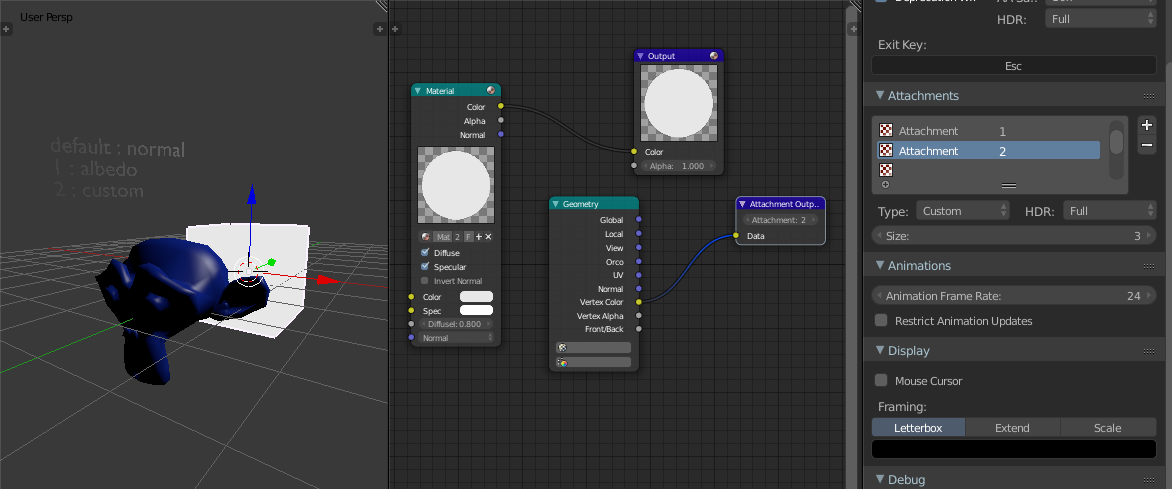 User Persp
default : normal
1 : albedo
2 : custom
Material
Color
Alpha
Normal
Mat 2 F
Diffuse
Specular
Invert Normal
Color
Spec
Diffusel: 0.800
Normal
Output
Color
Alpha: 1.000
Geometry
Global
Local
View
Orco
UV
Normal
Vertex Color
Vertex Alpha
Front/Back
Attachment Outp..
Attachment: 2
Data
HDR: Full
Exit Key:
Esc
Attachments
Attachment 1
Attachment 2
Type: Custom HDR: Full
Size: 3
Animations
Animation Frame Rate: 24
Restrict Animation Updates
Display
Mouse Cursor
Framing:
Letterbox Extend Scale
Debug